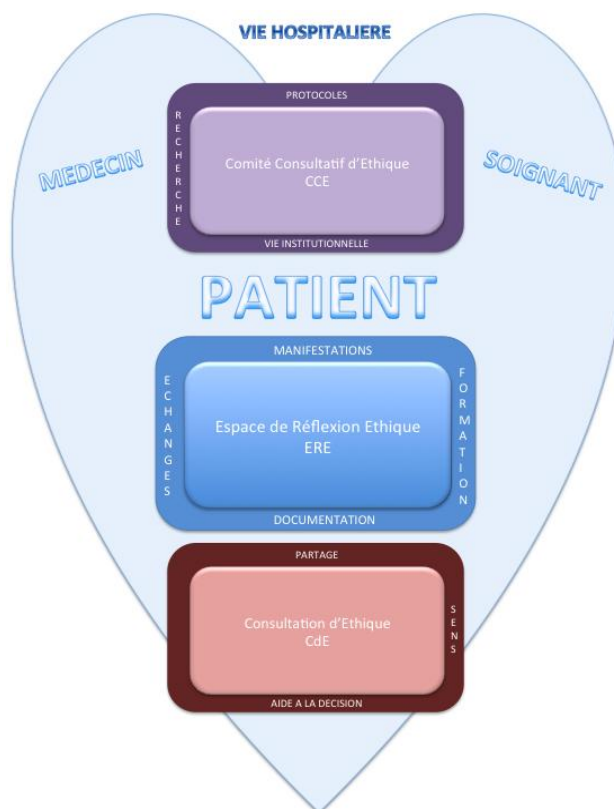 VIE HOSPITALIERE
PROTOCOLES
RECHERCHE
Comité Consultatif d'Ethique
CCE
VIE INSTITUTIONNELLE
MEDECIN
SOIGNANT
PATIENT
MANIFESTATIONS
ECHANGES
Espace de Réflexion Ethique
ERE
FORMATION
DOCUMENTATION
PARTAGE
Consultation d'Ethique
CdE
SENS
AIDE A LA DECISION